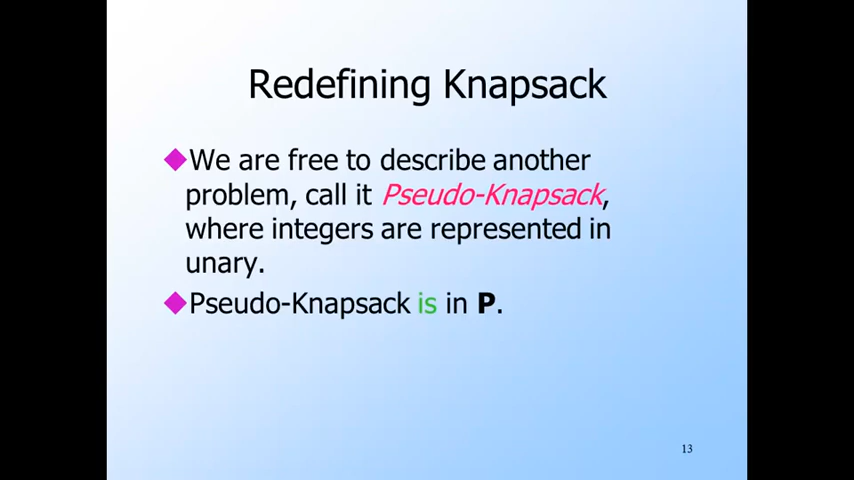 Redefining Knapsack
We are free to describe another
problem, call it Pseudo-Knapsack,
where integers are represented in
unary.
Pseudo-Knapsack is in P.
13